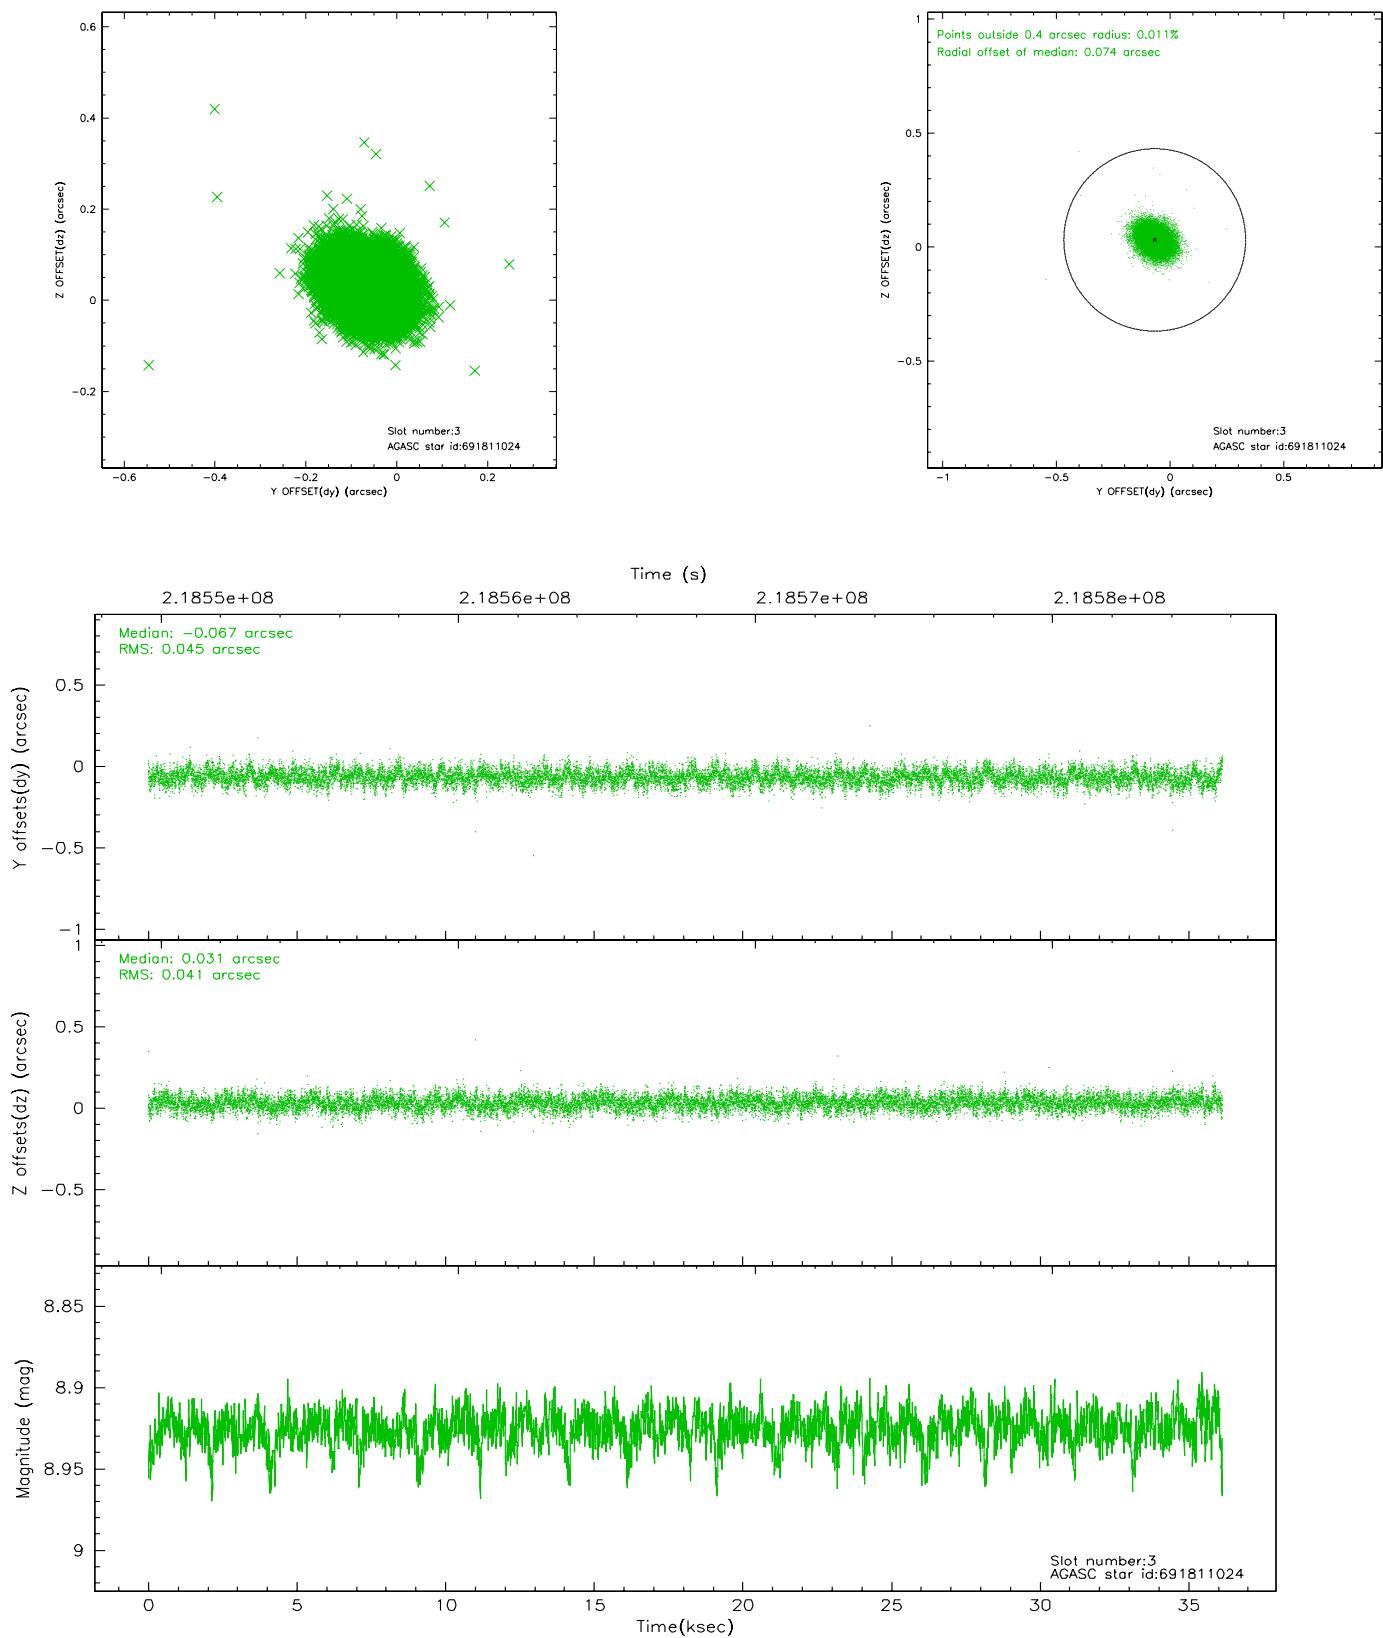 0.6
0.4
0.2
0
−0.2
Z OFFSET(dz) (arcsec)
Slot number:3
AGASC star id:691811024
−0.6
−0.4
−0.2
0
0.2
Y OFFSET(dy) (arcsec)
Points outside 0.4 arcsec radius: 0.011%
Radial offset of median: 0.074 arcsec
1
0.5
0
−0.5
Z OFFSET(dz) (arcsec)
Slot number:3
AGASC star id:691811024
−1
−0.5
0
0.5
Y OFFSET(dy) (arcsec)
Time (s)
2.1855e+08
2.1856e+08
2.1857e+08
2.1858e+08
Median: −0.067 arcsec
RMS: 0.045 arcsec
0.5
0
−0.5
−1
Y offsets(dy) (arcsec)
Median: 0.031 arcsec
RMS: 0.041 arcsec
1
0.5
0
−0.5
Z offsets(dz) (arcsec)
8.85
8.9
8.95
9
Magnitude (mag)
Slot number:3
AGASC star id:691811024
0
5
10
15
20
25
30
35
Time(ksec)